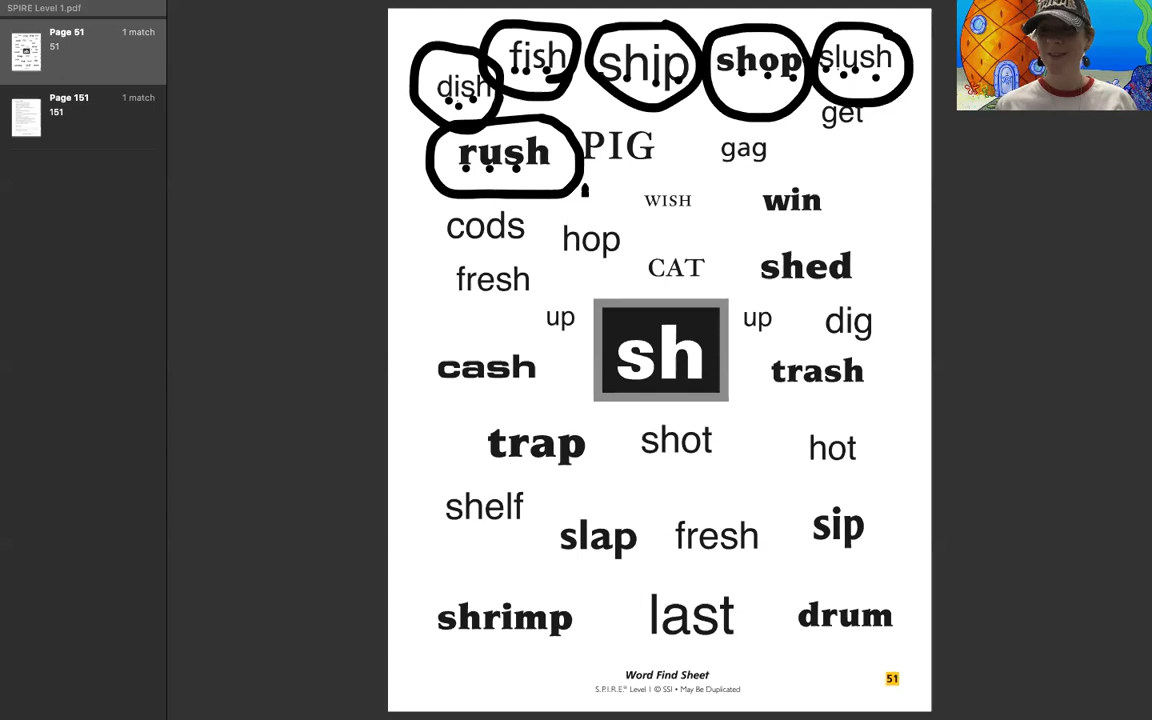 SPIRE Level 1.pdf
Page 51 1 match
51
Page 151 1 match
151
dish fish ship shop slush
get
rush PIG gag
WISH win
cods hop
fresh CAT shed
up up dig
sh
cash trash
trap shot hot
shelf slap fresh sip
shrimp last drum
Word Find Sheet
S.P.I.R.E.® Level 1 © SSI • May Be Duplicated
51